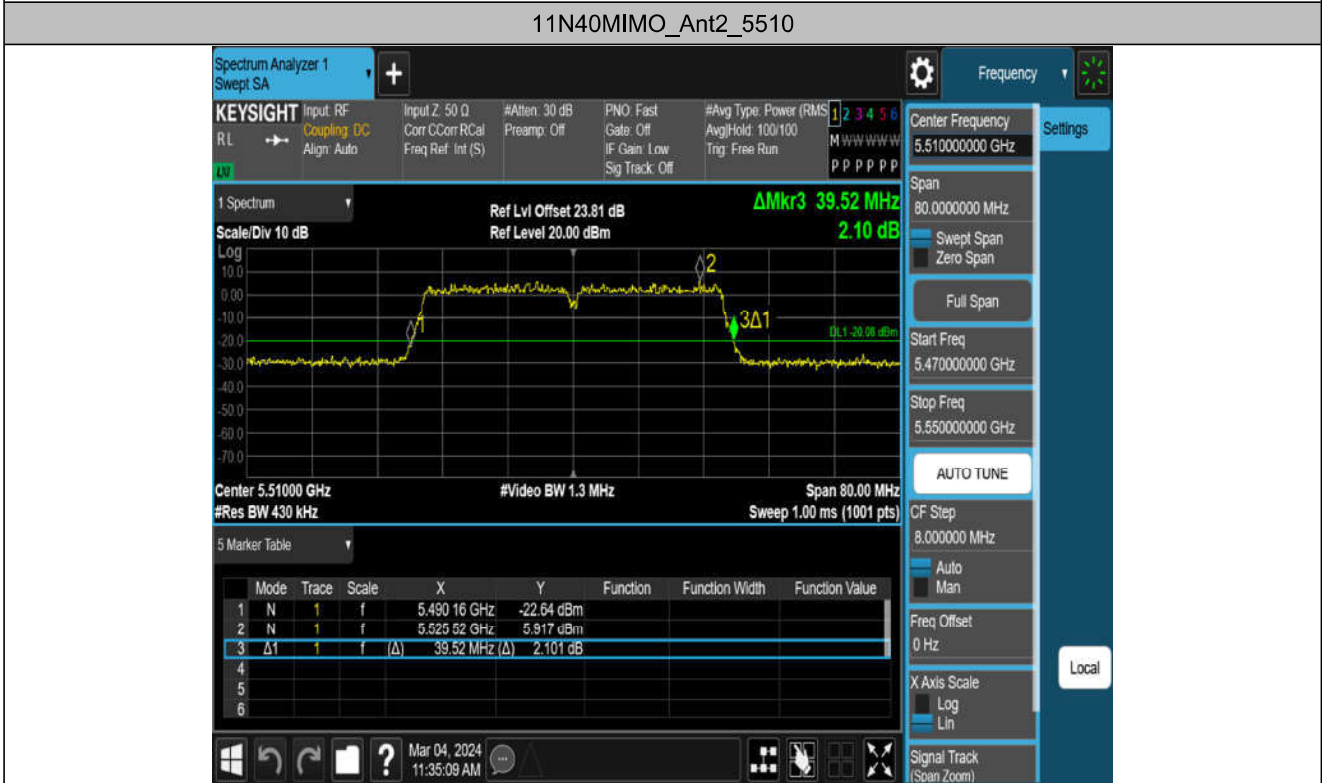 11N40MIMO_Ant2_5510
Spectrum Analyzer 1
Swept SA
+
Frequency
KEYSIGHT Input: RF Input Z: 50 Ω #Atten: 30 dB PNO: Fast #Avg Type: Power (RMS 1 2 3 4 5 6
RL Coupling: DC Corr CCorr RCal Preamp: Off Gate: Off Avg|Hold: 100/100 M W W W W W
Align: Auto Freq Ref: Int (S) IF Gain: Low Trig: Free Run
LXI Sig Track: Off P P P P P P
1 Spectrum
Ref Lvl Offset 23.81 dB ΔMkr3 39.52 MHz
Scale/Div 10 dB Ref Level 20.00 dBm 2.10 dB
Log
10.0
0.00
-10.0
-20.0
-30.0
-40.0
-50.0
-60.0
-70.0
1
2
3Δ1
DL1 -20.08 dBm
Center 5.51000 GHz #Video BW 1.3 MHz Span 80.00 MHz
#Res BW 430 kHz Sweep 1.00 ms (1001 pts)
5 Marker Table
Mode Trace Scale X Y Function Function Width Function Value
1 N 1 f 5.490 16 GHz -22.64 dBm
2 N 1 f 5.525 52 GHz 5.917 dBm
3 Δ1 1 f (Δ) 39.52 MHz (Δ) 2.101 dB
4
5
6
?
Mar 04, 2024
11:35:09 AM
Center Frequency
5.510000000 GHz
Settings
Span
80.0000000 MHz
Swept Span
Zero Span
Full Span
Start Freq
5.470000000 GHz
Stop Freq
5.550000000 GHz
AUTO TUNE
CF Step
8.000000 MHz
Auto
Man
Freq Offset
0 Hz
Local
X Axis Scale
Log
Lin
Signal Track
(Span Zoom)